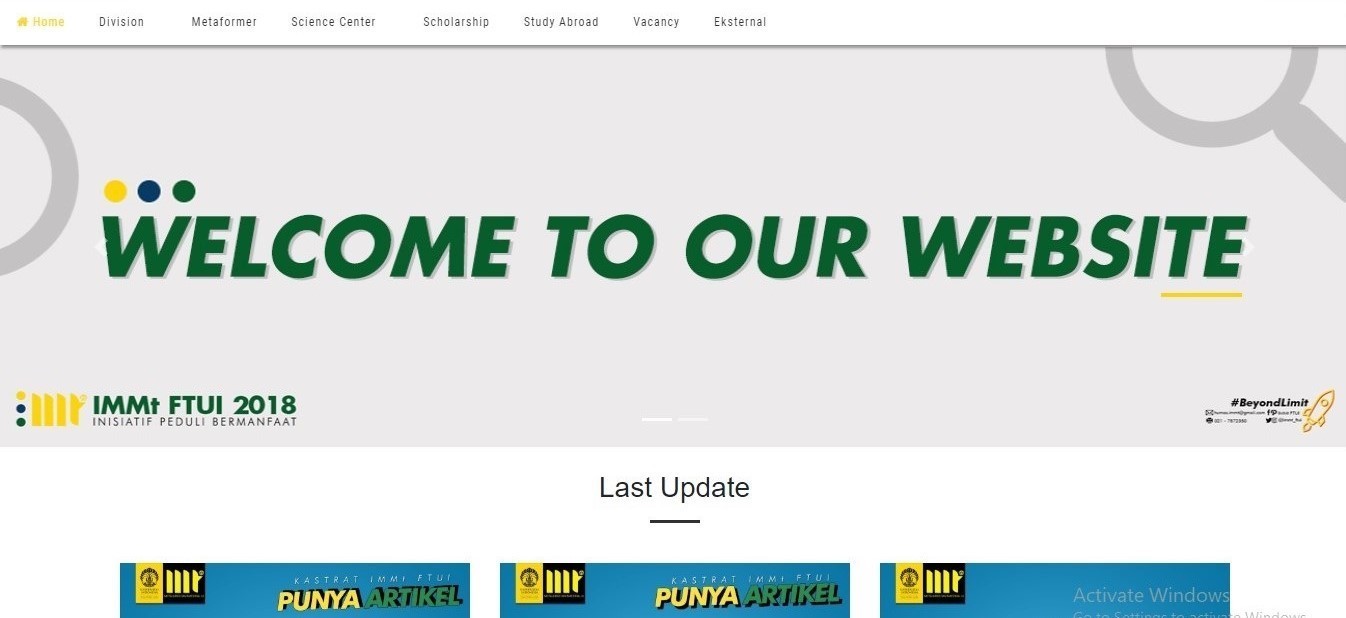 Home Division Metaformer Science Center Scholarship Study Abroad Vacancy Eksternal
WELCOME TO OUR WEBSITE
IMMt FTUI 2018
INISIATIF PEDULI BERMANFAAT
#BeyondLimit
Last Update
KASTRAT IMMt FTUI
PUNYA ARTIKEL
KASTRAT IMMt FTUI
PUNYA ARTIKEL
Activate Windows
Go to Settings to activate Windows.